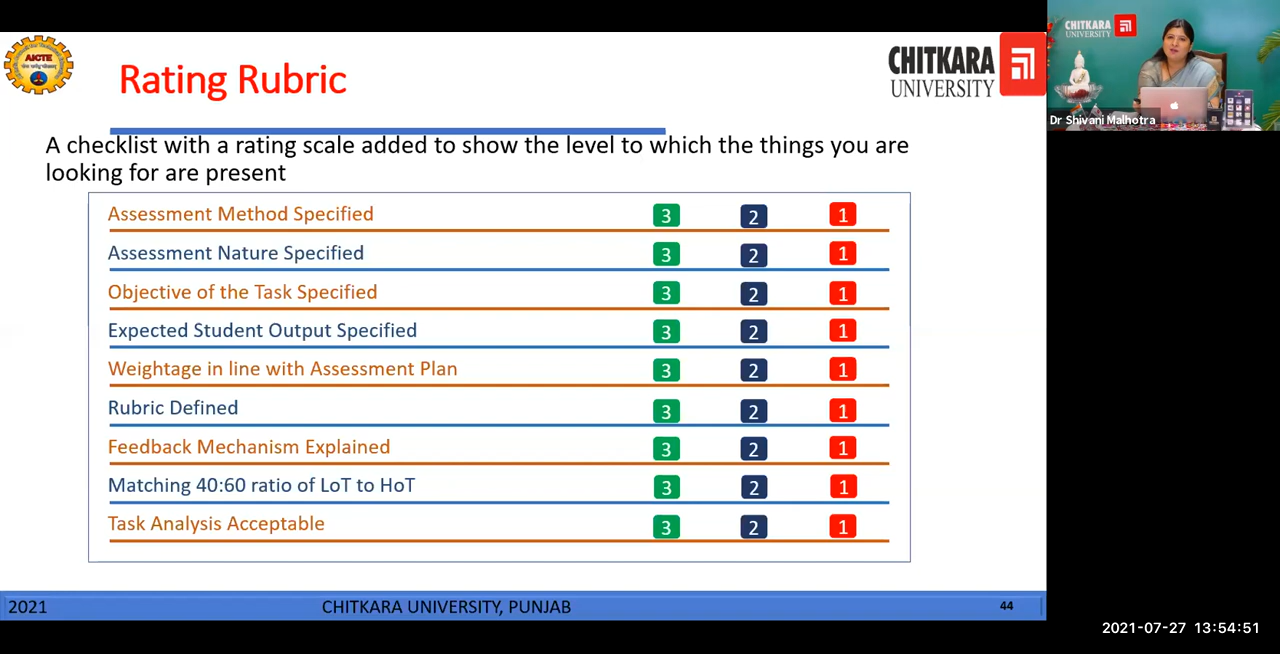 AICTE
Rating Rubric
CHITKARA
UNIVERSITY
CHITKARA
UNIVERSITY
Dr Shivani Malhotra
A checklist with a rating scale added to show the level to which the things you are
looking for are present
Assessment Method Specified 3 2 1
Assessment Nature Specified 3 2 1
Objective of the Task Specified 3 2 1
Expected Student Output Specified 3 2 1
Weightage in line with Assessment Plan 3 2 1
Rubric Defined 3 2 1
Feedback Mechanism Explained 3 2 1
Matching 40:60 ratio of LoT to HoT 3 2 1
Task Analysis Acceptable 3 2 1
2021 CHITKARA UNIVERSITY, PUNJAB 44
2021-07-27 13:54:51